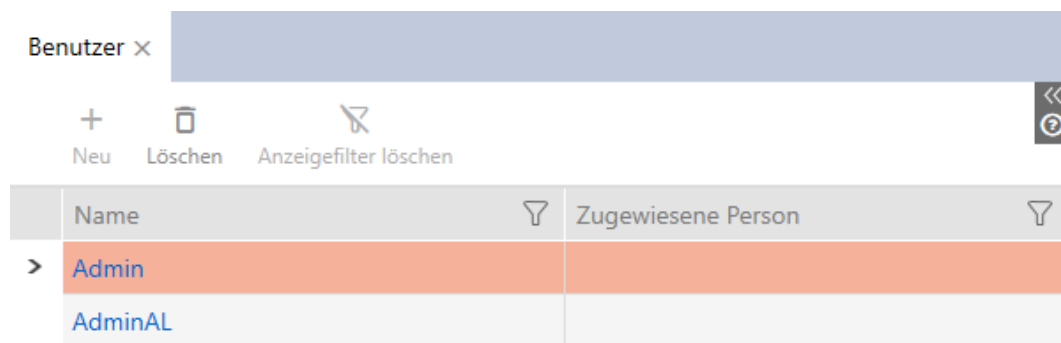 Benutzer
Neu Löschen Anzeigefilter löschen
Name Zugewiesene Person
Admin
AdminAL